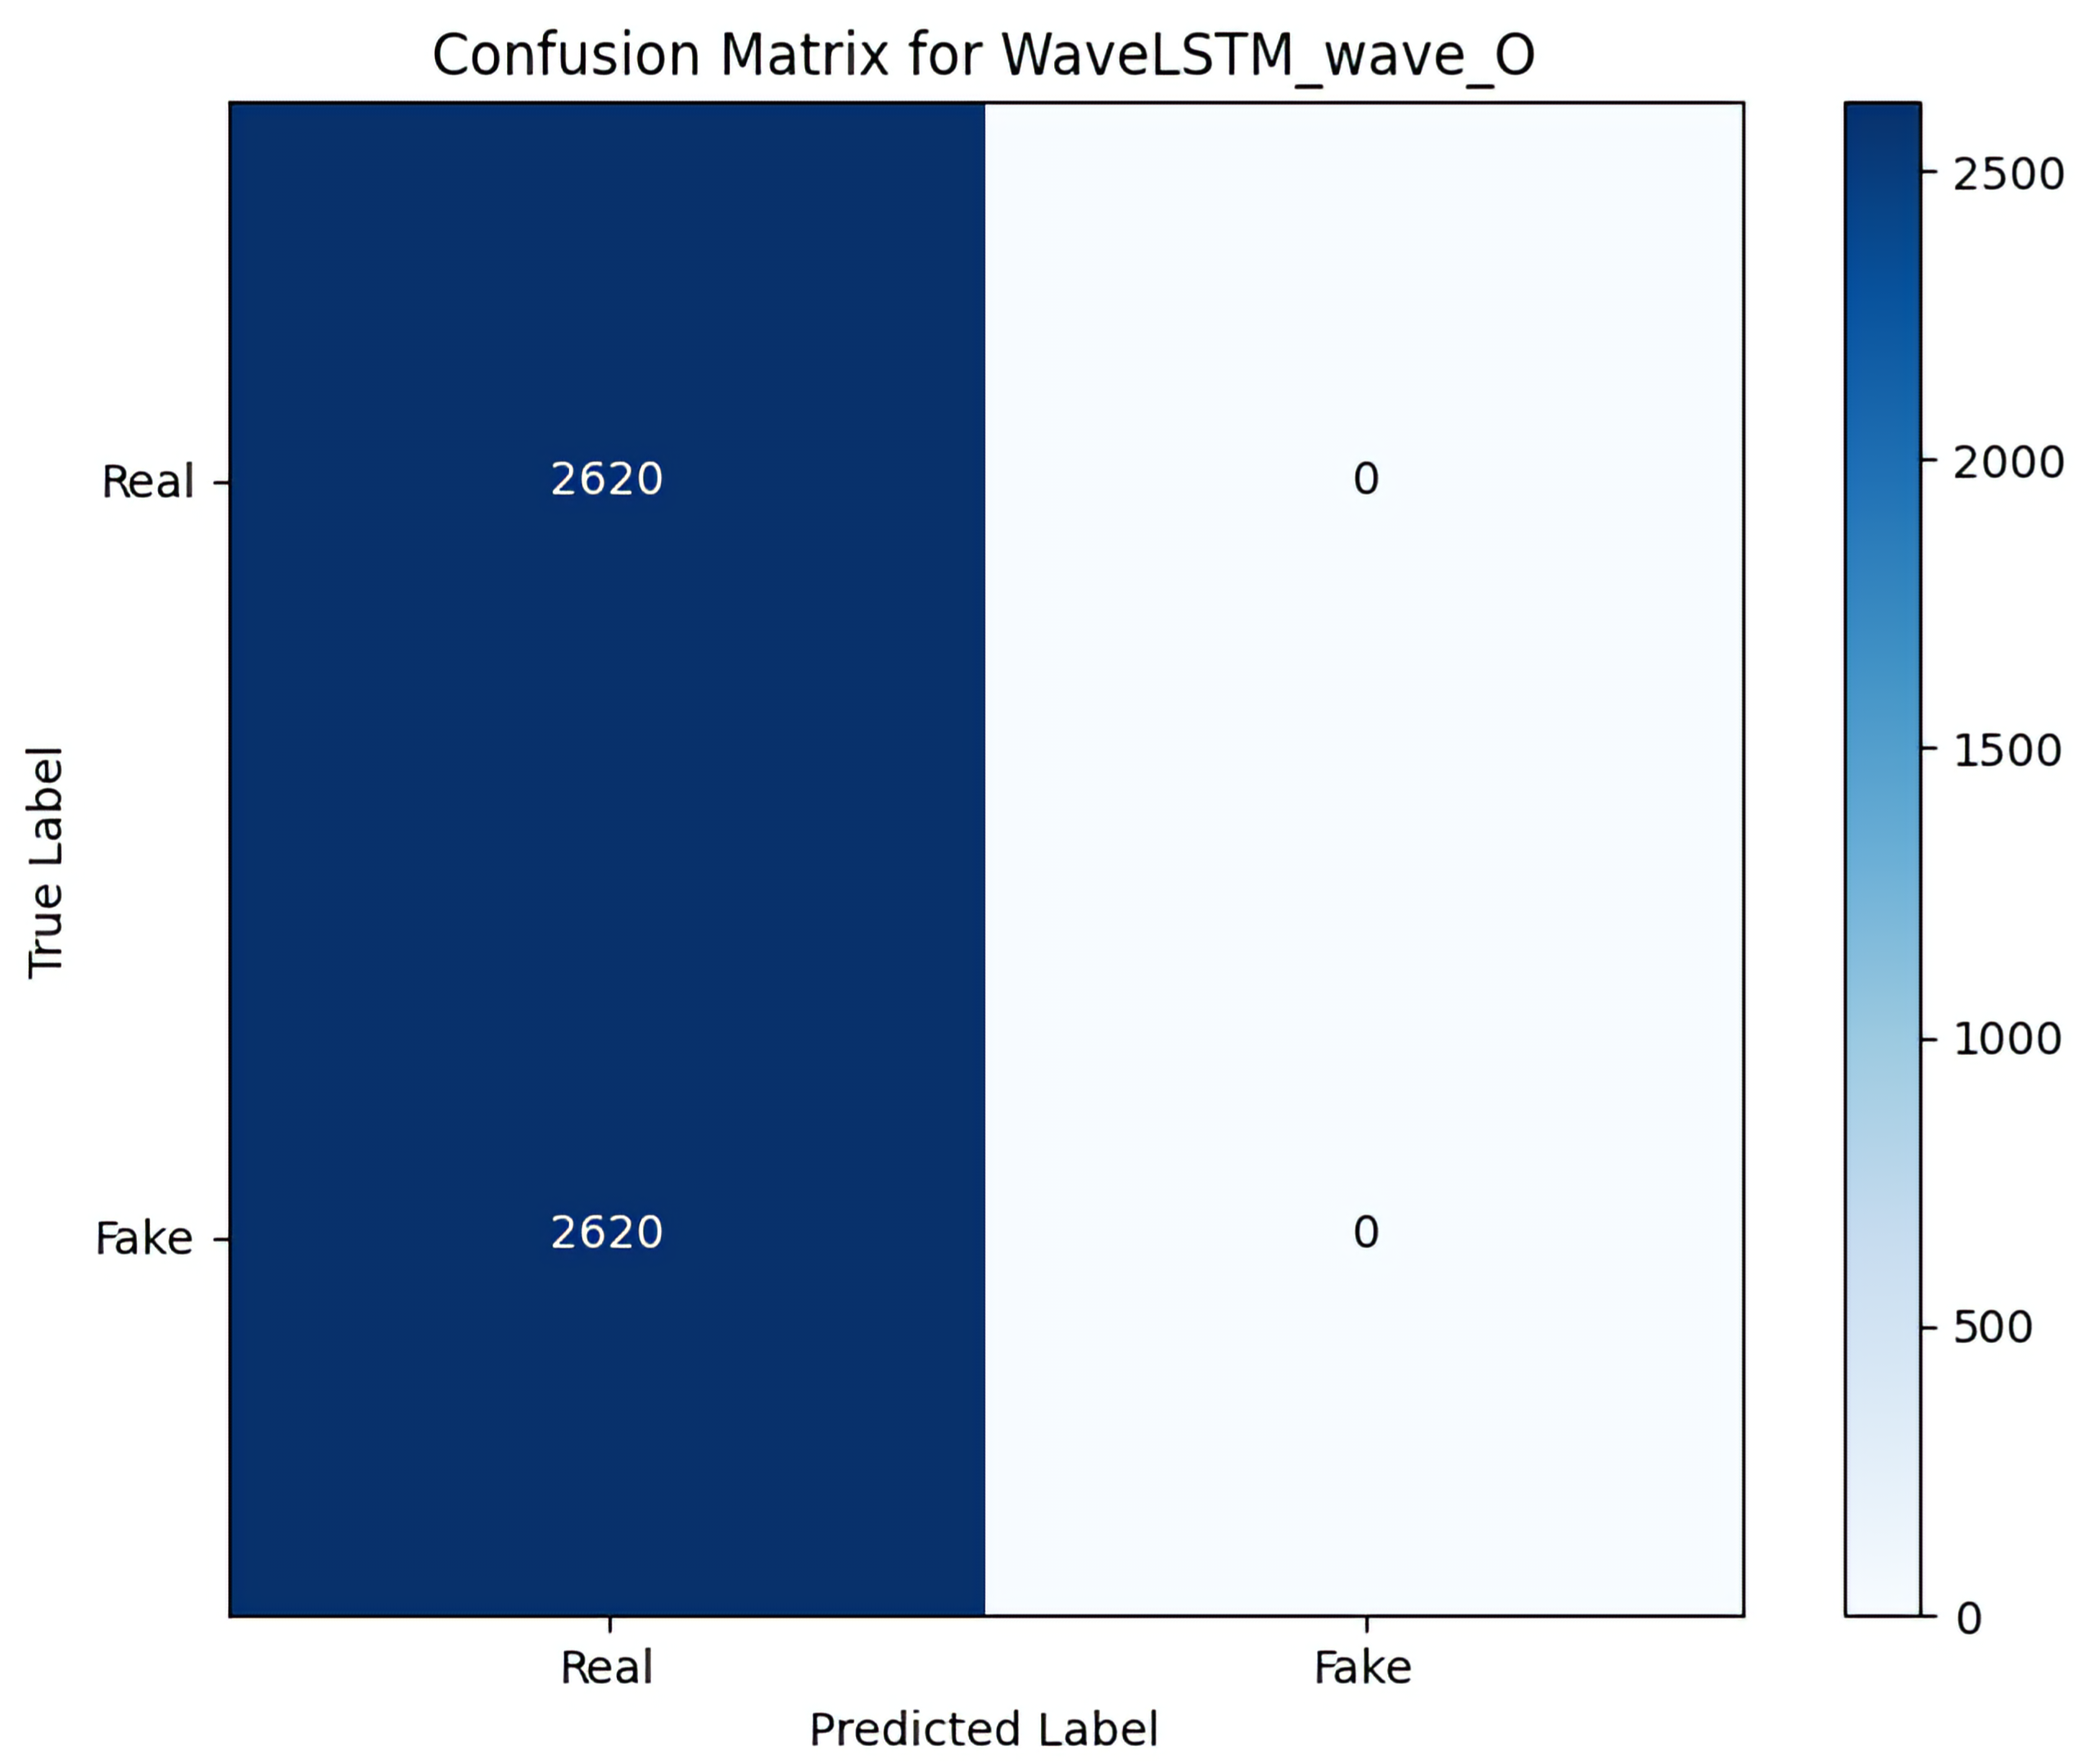 Confusion Matrix for WaveLSTM_wave_O
2500
2000
1500
1000
500
0
True Label
Real
2620
0
Fake
2620
0
Real
Fake
Predicted Label